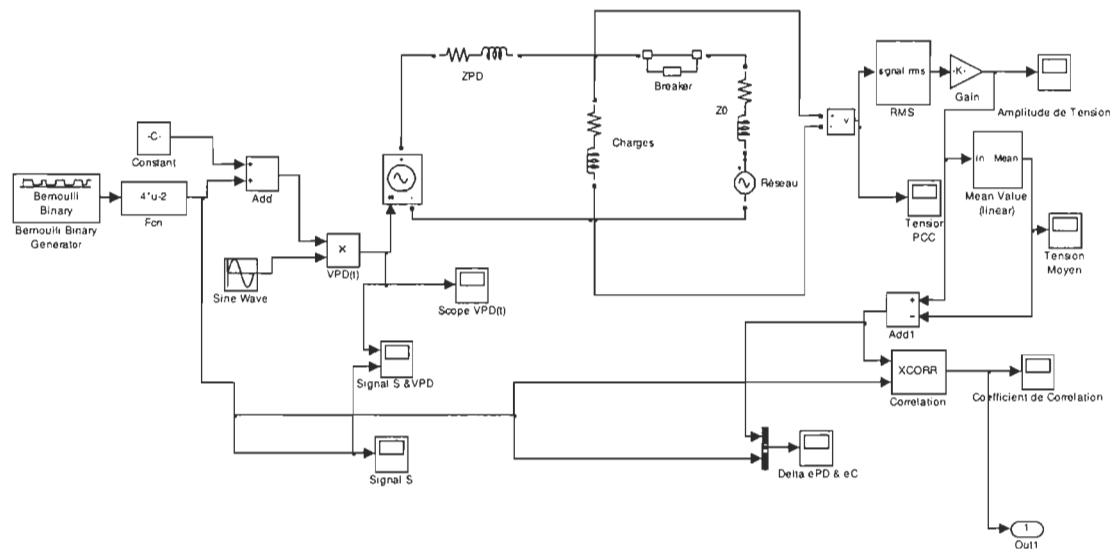 ZPD
Breaker
Z0
Charges
Réseau
signal rms
RMS
-K-
Gain
Amplitude de Tension
v
In Mean
Mean Value
(linear)
Tension
PCC
Tension
Moyen
-C-
Constant
Add
Bernoulli
Binary
Bernoulli Binary
Generator
4*u-2
Fcn
Sine Wave
×
VPD(t)
Scope VPD(t)
Signal S &VPD
Signal S
Add1
XCORR
Correlation
Coefficient de Correlation
Delta ePD & eC
1
Out1